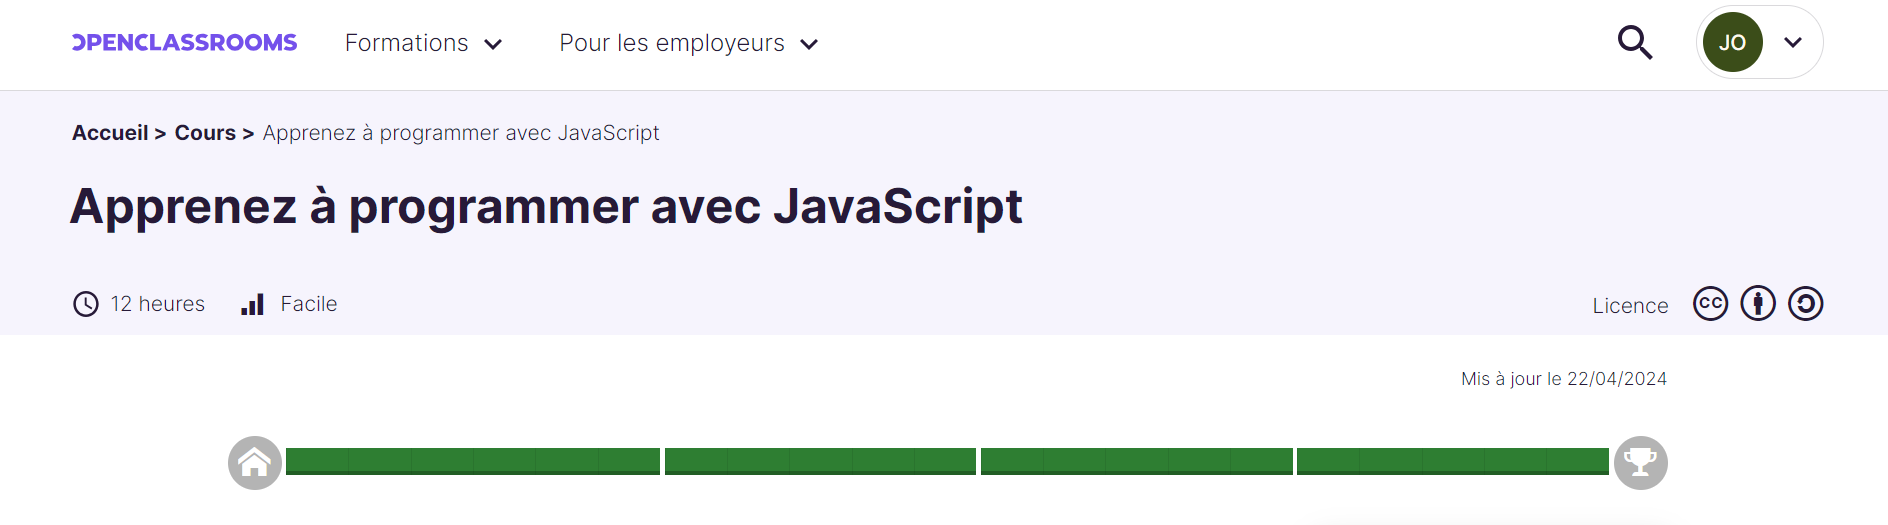 OPENCLASSROOMS Formations Pour les employeurs JO
Accueil > Cours > Apprenez à programmer avec JavaScript
Apprenez à programmer avec JavaScript
12 heures Facile Licence CC
Mis à jour le 22/04/2024